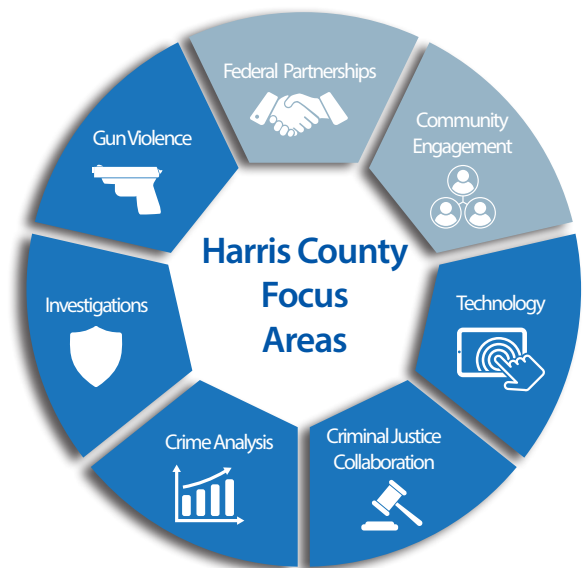 Federal Partnerships
Community
Engagement
Technology
Criminal Justice
Collaboration
Crime Analysis
Investigations
Gun Violence
Harris County
Focus
Areas